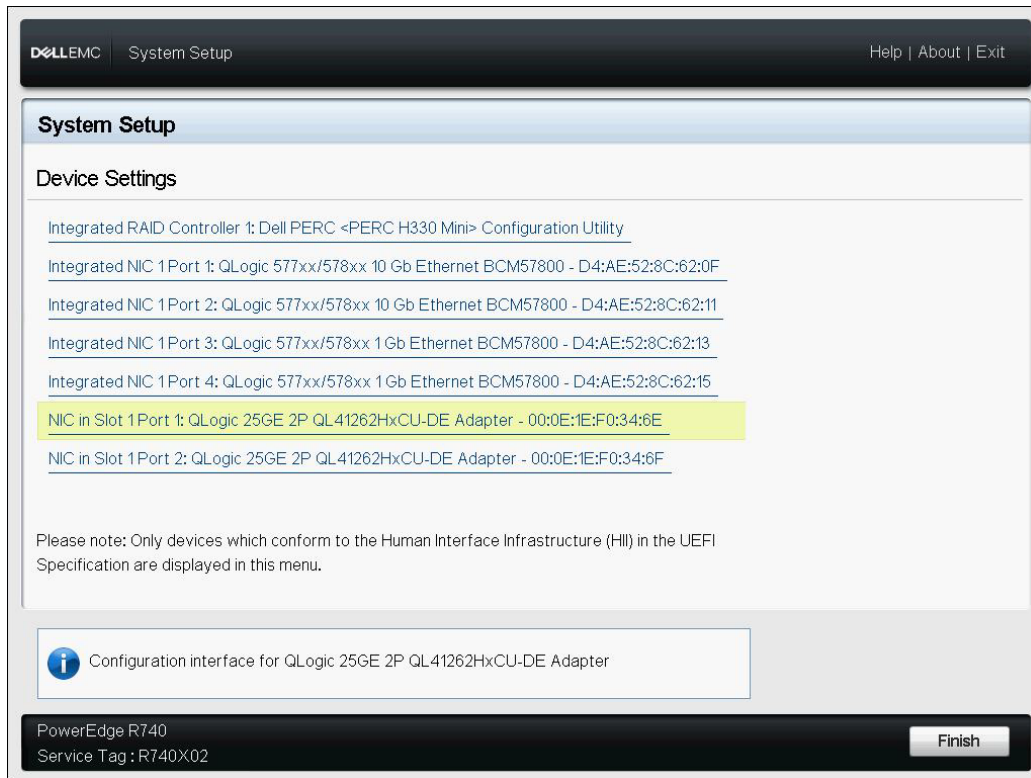 DELLEMC System Setup Help | About | Exit
System Setup
Device Settings
Integrated RAID Controller 1: Dell PERC <PERC H330 Mini> Configuration Utility
Integrated NIC 1 Port 1: QLogic 577xx/578xx 10 Gb Ethernet BCM57800 - D4:AE:52:8C:62:0F
Integrated NIC 1 Port 2: QLogic 577xx/578xx 10 Gb Ethernet BCM57800 - D4:AE:52:8C:62:11
Integrated NIC 1 Port 3: QLogic 577xx/578xx 1 Gb Ethernet BCM57800 - D4:AE:52:8C:62:13
Integrated NIC 1 Port 4: QLogic 577xx/578xx 1 Gb Ethernet BCM57800 - D4:AE:52:8C:62:15
NIC in Slot 1 Port 1: QLogic 25GE 2P QL41262HxCU-DE Adapter - 00:0E:1E:F0:34:6E
NIC in Slot 1 Port 2: QLogic 25GE 2P QL41262HxCU-DE Adapter - 00:0E:1E:F0:34:6F
Please note: Only devices which conform to the Human Interface Infrastructure (HII) in the UEFI
Specification are displayed in this menu.
Configuration interface for QLogic 25GE 2P QL41262HxCU-DE Adapter
PowerEdge R740
Service Tag : R740X02
Finish